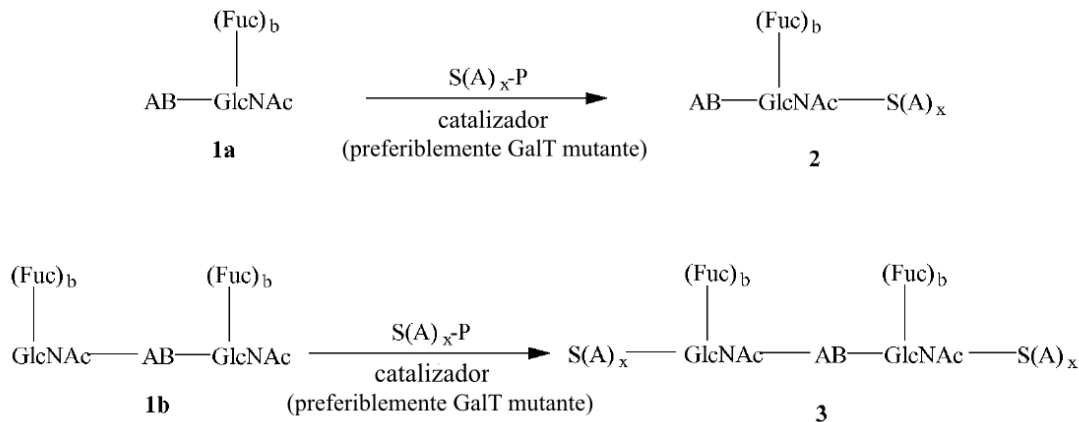 (Fuc)b (Fuc)b
AB GlcNAc S(A)x-P AB GlcNAc S(A)x
catalizador
(preferiblemente GalT mutante)
1a 2
(Fuc)b (Fuc)b (Fuc)b (Fuc)b
GlcNAc AB GlcNAc S(A)x-P S(A)x GlcNAc AB GlcNAc S(A)x
catalizador
(preferiblemente GalT mutante)
1b 3